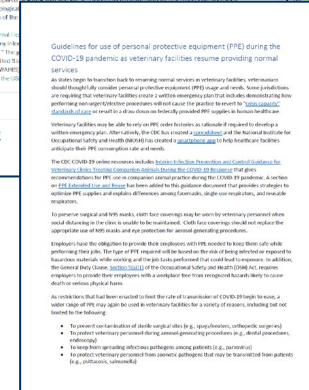 Guidelines for use of personal protective equipment (PPE) during the
COVID-19 pandemic as veterinary facilities resume providing normal
services
As states begin to transition back to resuming normal services in veterinary facilities, veterinarians
should thoughtfully consider personal protective equipment (PPE) usage and needs. Some jurisdictions
are requiring that veterinary facilities create a written emergency plan that includes demonstrating how
performing non-urgent/elective procedures will not cause the practice to revert to "crisis capacity"
standards of care or result in a draw down on federally provided PPE supplies in human healthcare.
Veterinary facilities may be able to rely on PPE order histories as rationale if required to develop a
written emergency plan. Alternatively, the CDC has created a spreadsheet and the National Institute for
Occupational Safety and Health (NIOSH) has created a smartphone app to help healthcare facilities
anticipate their PPE consumption rate and needs.
The CDC COVID-19 online resources includes Interim Infection Prevention and Control Guidance for
Veterinary Clinics Treating Companion Animals During the COVID-19 Response that gives
recommendations for PPE use in companion animal practice during the COVID-19 pandemic. A section
on PPE Extended Use and Reuse has been added to this guidance document that provides strategies to
optimize PPE supplies and explains differences among facemasks, single-use respirators, and reusable
respirators.
To preserve surgical and N95 masks, cloth face coverings may be worn by veterinary personnel when
social distancing in the clinic is unable to be maintained. Cloth face coverings should not replace the
appropriate use of N95 masks and eye protection for aerosol-generating procedures.
Employers have the obligation to provide their employees with PPE needed to keep them safe while
performing their jobs. The type of PPE required will be based on the risk of being infected or exposed to
hazardous materials while working and the job tasks performed that could lead to exposure. In addition,
the General Duty Clause, Section 5(a)(1) of the Occupational Safety and Health (OSH) Act, requires
employers to provide their employees with a workplace free from recognized hazards likely to cause
death or serious physical harm.
As restrictions that had been enacted to limit the rate of transmission of COVID-19 begin to ease, a
wider range of PPE may again be used in veterinary facilities for a variety of reasons, including but not
limited to the following:
• To prevent contamination of sterile surgical sites (e.g., spays/neuters, orthopedic surgeries)
• To protect veterinary personnel during aerosol-generating procedures (e.g., dental procedures,
endoscopy)
• To keep from spreading infectious pathogens among patients (e.g., parvovirus)
• To protect veterinary personnel from zoonotic pathogens that may be transmitted from patients
(e.g., psittacosis, salmonella)